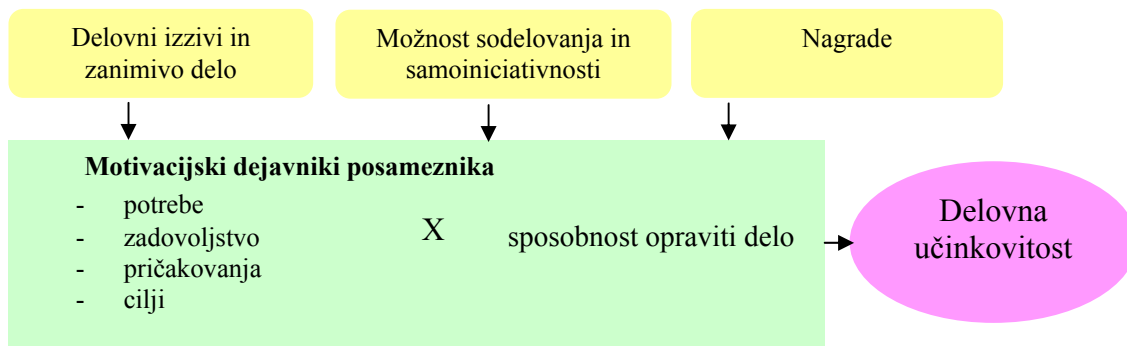 Delovni izzivi in
zanimivo delo
Možnost sodelovanja in
samoiniciativnosti
Nagrade
Motivacijski dejavniki posameznika
- potrebe
- zadovoljstvo
- pričakovanja
- cilji
X
sposobnost opraviti delo
Delovna
učinkovitost